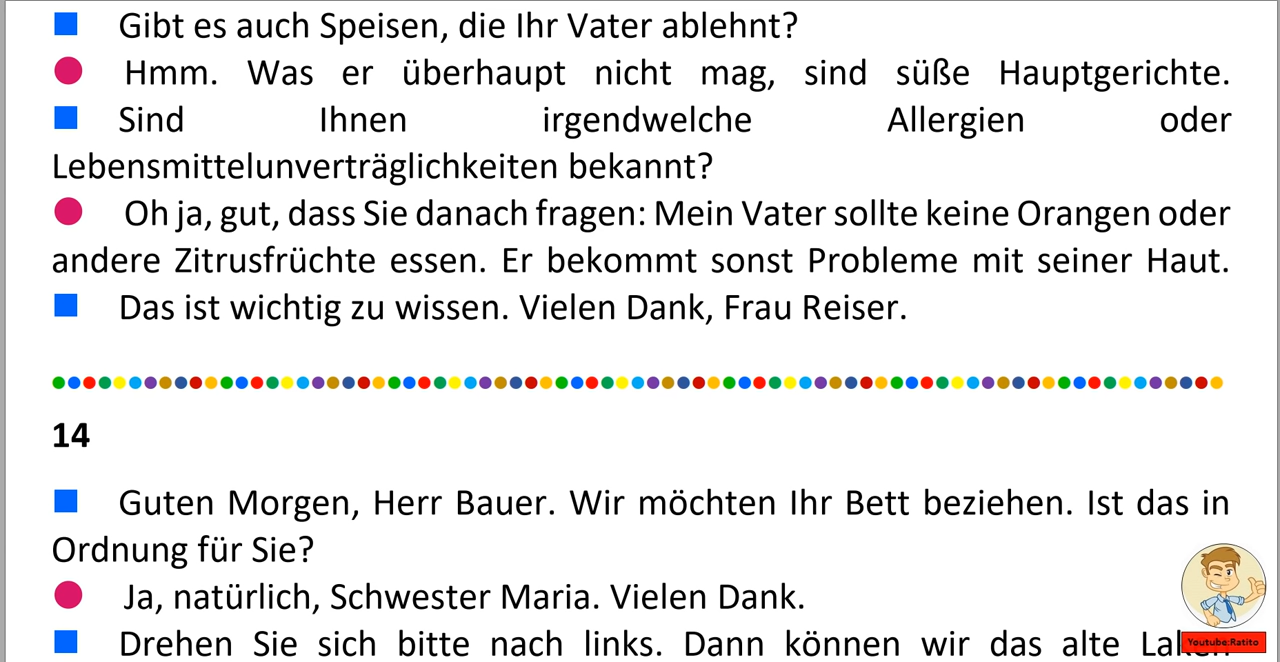 Gibt es auch Speisen, die Ihr Vater ablehnt?
Hmm. Was er überhaupt nicht mag, sind süße Hauptgerichte.
Sind Ihnen irgendwelche Allergien oder
Lebensmittelunverträglichkeiten bekannt?
Oh ja, gut, dass Sie danach fragen: Mein Vater sollte keine Orangen oder
andere Zitrusfrüchte essen. Er bekommt sonst Probleme mit seiner Haut.
Das ist wichtig zu wissen. Vielen Dank, Frau Reiser.
14
Guten Morgen, Herr Bauer. Wir möchten Ihr Bett beziehen. Ist das in
Ordnung für Sie?
Ja, natürlich, Schwester Maria. Vielen Dank.
Drehen Sie sich bitte nach links. Dann können wir das alte Laken
Youtube:Ratito